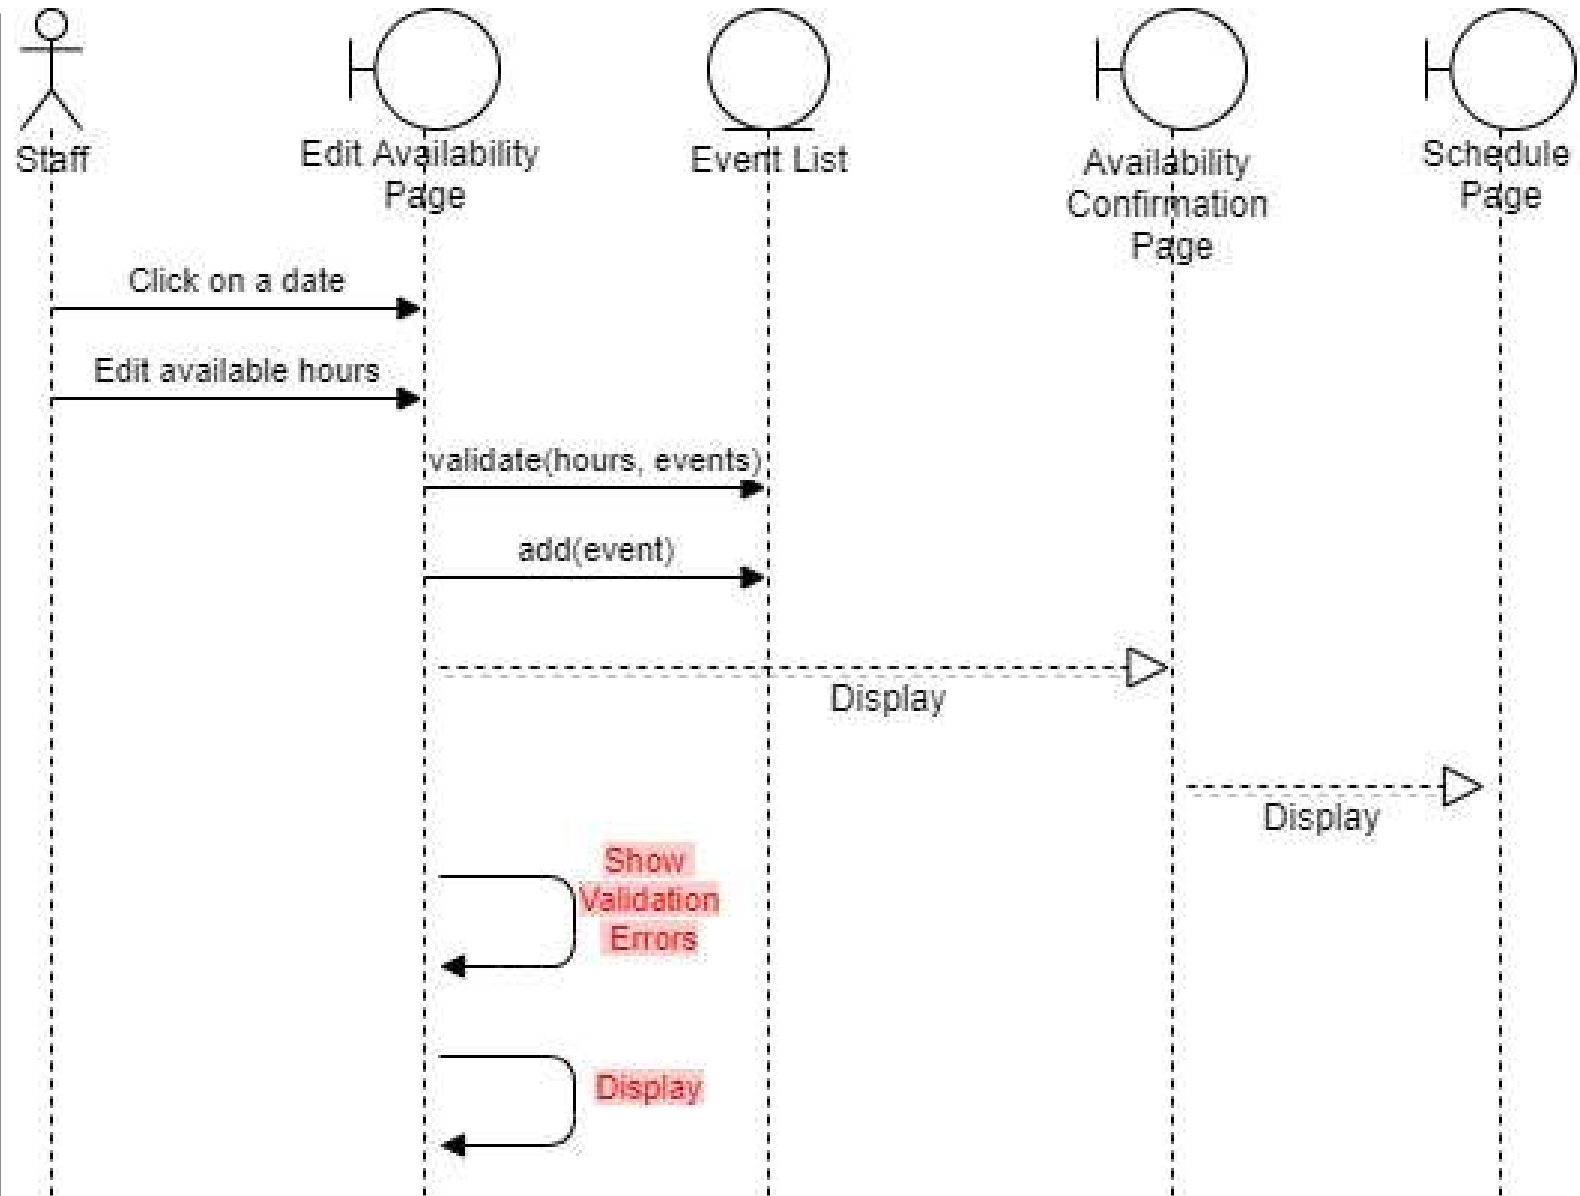 Staff
Edit Availability
Page
Event List
Availability
Confirmation
Page
Schedule
Page
Click on a date
Edit available hours
validate(hours, events)
add(event)
Display
Display
Show
Validation
Errors
Display